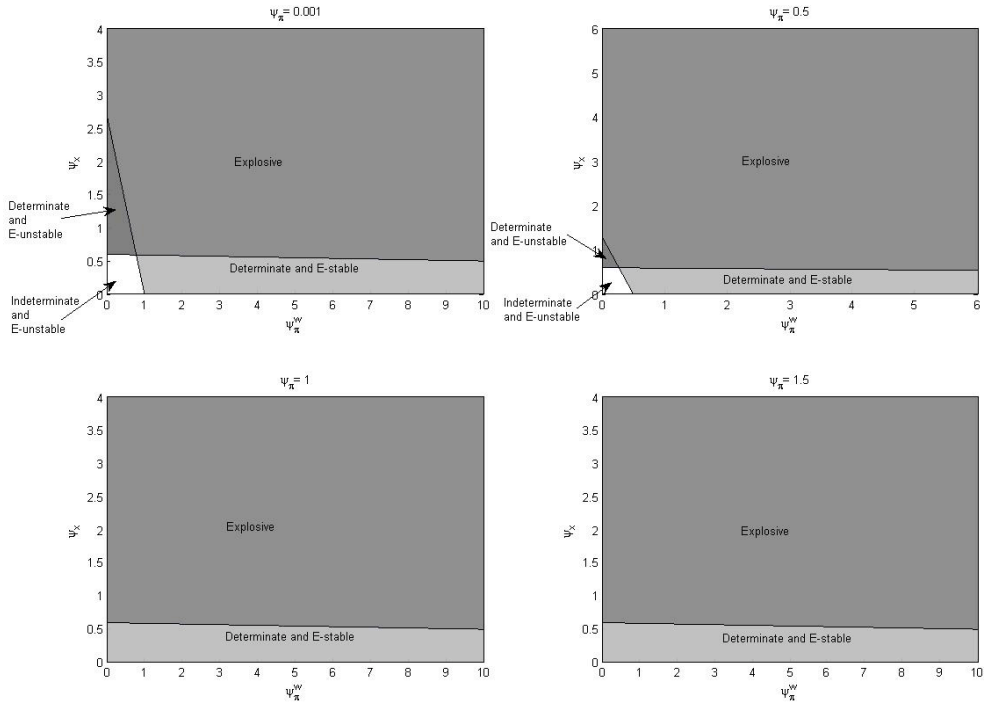 ψπ= 0.001
4
3.5
3
2.5
2
1.5
1
0.5
0
ψx
Explosive
Determinate
and
E-unstable
Determinate and E-stable
Indeterminate
and
E-unstable
0 1 2 3 4 5 6 7 8 9 10
ψπ^w
ψπ= 0.5
6
5
4
3
2
1
0
ψx
Explosive
Determinate
and E-unstable
Determinate and E-stable
Indeterminate
and E-unstable
0 1 2 3 4 5 6
ψπ^w
ψπ= 1
4
3.5
3
2.5
2
1.5
1
0.5
0
ψx
Explosive
Determinate and E-stable
0 1 2 3 4 5 6 7 8 9 10
ψπ^w
ψπ= 1.5
4
3.5
3
2.5
2
1.5
1
0.5
0
ψx
Explosive
Determinate and E-stable
0 1 2 3 4 5 6 7 8 9 10
ψπ^w